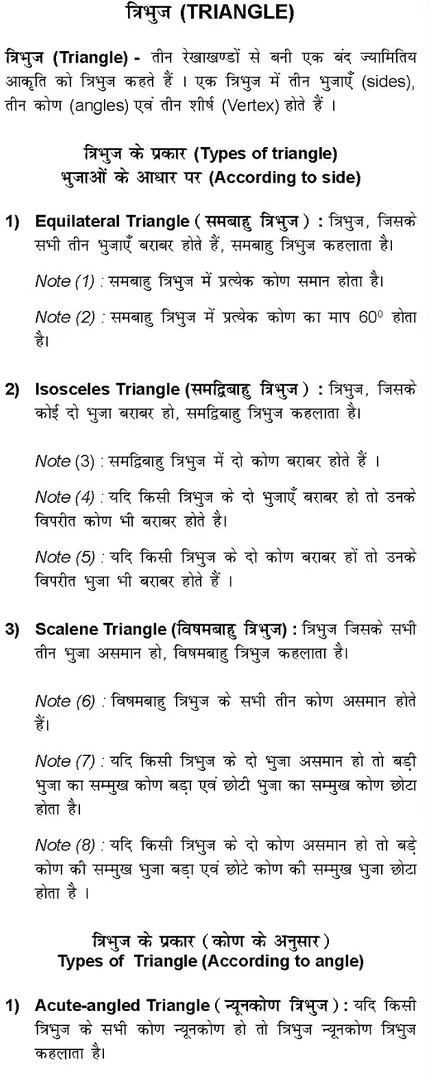 त्रिभुज (TRIANGLE)
त्रिभुज (Triangle) - तीन रेखाखण्डों से बनी एक बंद ज्यामितिय
आकृति को त्रिभुज कहते हैं । एक त्रिभुज में तीन भुजाएँ (sides),
तीन कोण (angles) एवं तीन शीर्ष (Vertex) होते हैं ।
त्रिभुज के प्रकार (Types of triangle)
भुजाओं के आधार पर (According to side)
1) Equilateral Triangle ( समबाहु त्रिभुज ) : त्रिभुज, जिसके
सभी तीन भुजाएँ बराबर होते हैं, समबाहु त्रिभुज कहलाता है।
Note (1) : समबाहु त्रिभुज में प्रत्येक कोण समान होता है।
Note (2) : समबाहु त्रिभुज में प्रत्येक कोण का माप 60⁰ होता
है।
2) Isosceles Triangle (समद्विबाहु त्रिभुज ) : त्रिभुज, जिसके
कोई दो भुजा बराबर हो, समद्विबाहु त्रिभुज कहलाता है।
Note (3) : समद्विबाहु त्रिभुज में दो कोण बराबर होते हैं ।
Note (4) : यदि किसी त्रिभुज के दो भुजाएँ बराबर हो तो उनके
विपरीत कोण भी बराबर होते है।
Note (5) : यदि किसी त्रिभुज के दो कोण बराबर हों तो उनके
विपरीत भुजा भी बराबर होते हैं ।
3) Scalene Triangle (विषमबाहु त्रिभुज) : त्रिभुज जिसके सभी
तीन भुजा असमान हो, विषमबाहु त्रिभुज कहलाता है।
Note (6) : विषमबाहु त्रिभुज के सभी तीन कोण असमान होते
हैं।
Note (7) : यदि किसी त्रिभुज के दो भुजा असमान हो तो बड़ी
भुजा का सम्मुख कोण बड़ा एवं छोटी भुजा का सम्मुख कोण छोटा
होता है।
Note (8) : यदि किसी त्रिभुज के दो कोण असमान हो तो बड़े
कोण की सम्मुख भुजा बड़ा एवं छोटे कोण की सम्मुख भुजा छोटा
होता है ।
त्रिभुज के प्रकार ( कोण के अनुसार )
Types of Triangle (According to angle)
1) Acute-angled Triangle ( न्यूनकोण त्रिभुज ) : यदि किसी
त्रिभुज के सभी कोण न्यूनकोण हो तो त्रिभुज न्यूनकोण त्रिभुज
कहलाता है।